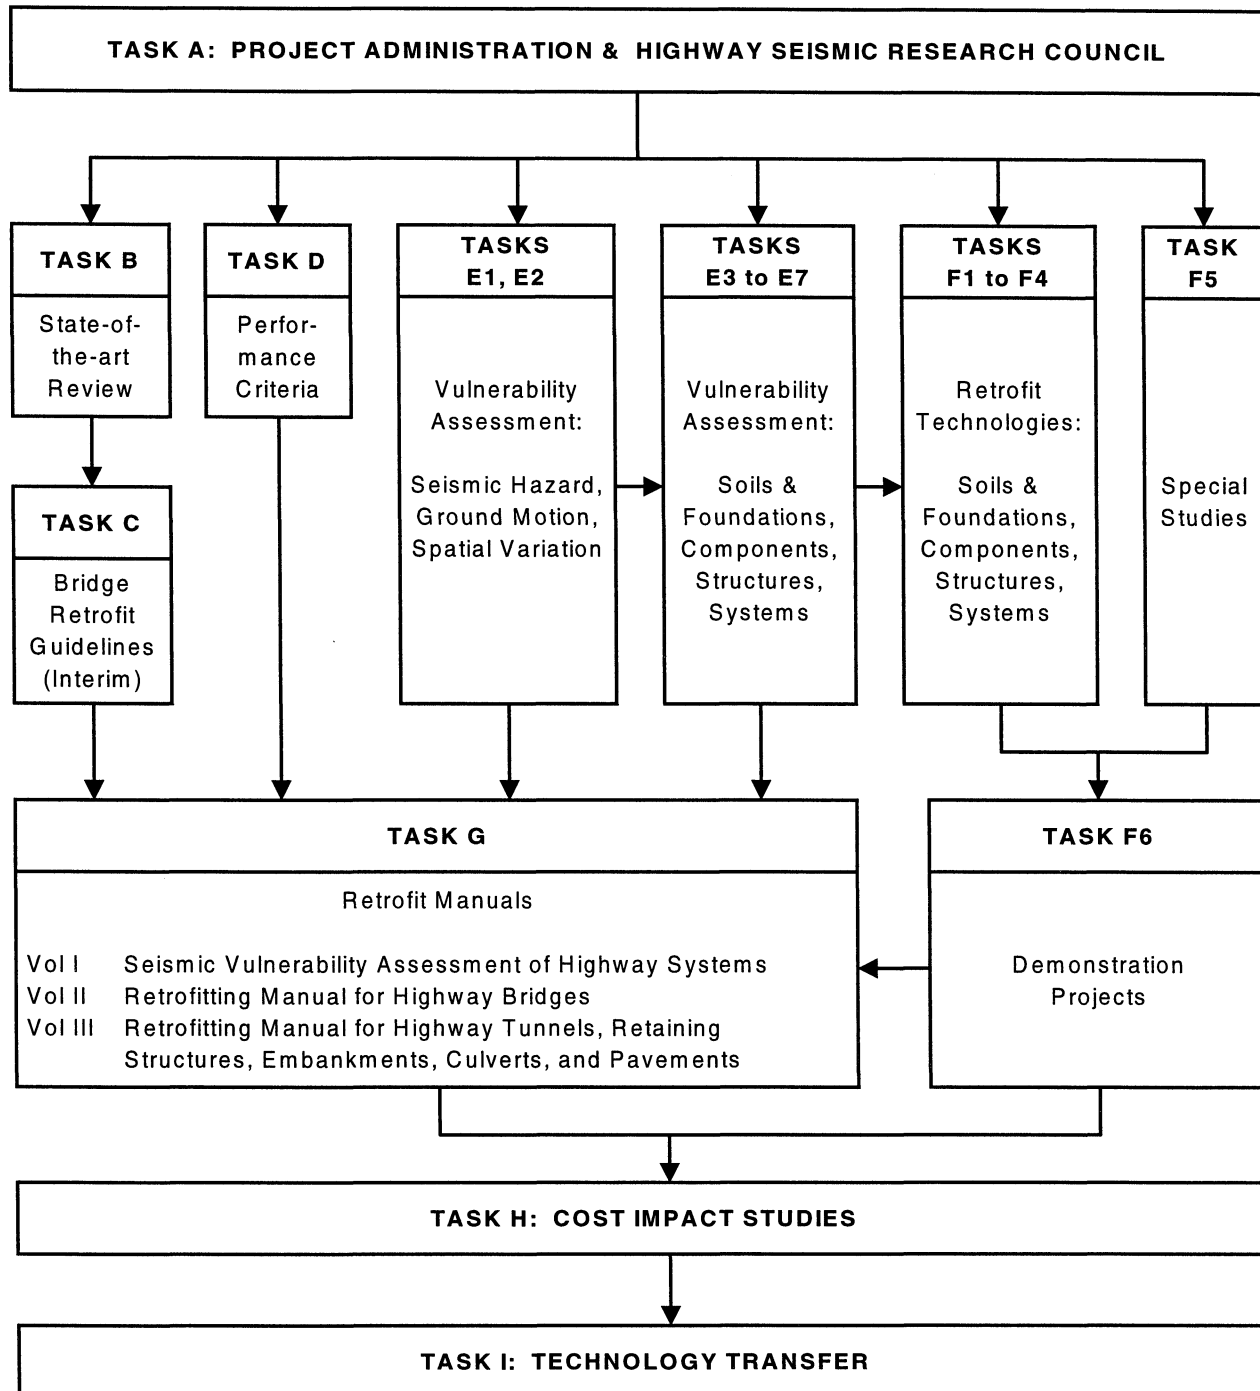 TASK A: PROJECT ADMINISTRATION & HIGHWAY SEISMIC RESEARCH COUNCIL
TASK B
State-of-
the-art
Review
TASK C
Bridge
Retrofit
Guidelines
(Interim)
TASK D
Perfor-
mance
Criteria
TASKS
E1, E2
Vulnerability
Assessment:
Seismic Hazard,
Ground Motion,
Spatial Variation
TASKS
E3 to E7
Vulnerability
Assessment:
Soils &
Foundations,
Components,
Structures,
Systems
TASKS
F1 to F4
Retrofit
Technologies:
Soils &
Foundations,
Components,
Structures,
Systems
TASK
F5
Special
Studies
TASK G
Retrofit Manuals
Vol I Seismic Vulnerability Assessment of Highway Systems
Vol II Retrofitting Manual for Highway Bridges
Vol III Retrofitting Manual for Highway Tunnels, Retaining
Structures, Embankments, Culverts, and Pavements
TASK F6
Demonstration
Projects
TASK H: COST IMPACT STUDIES
TASK I: TECHNOLOGY TRANSFER